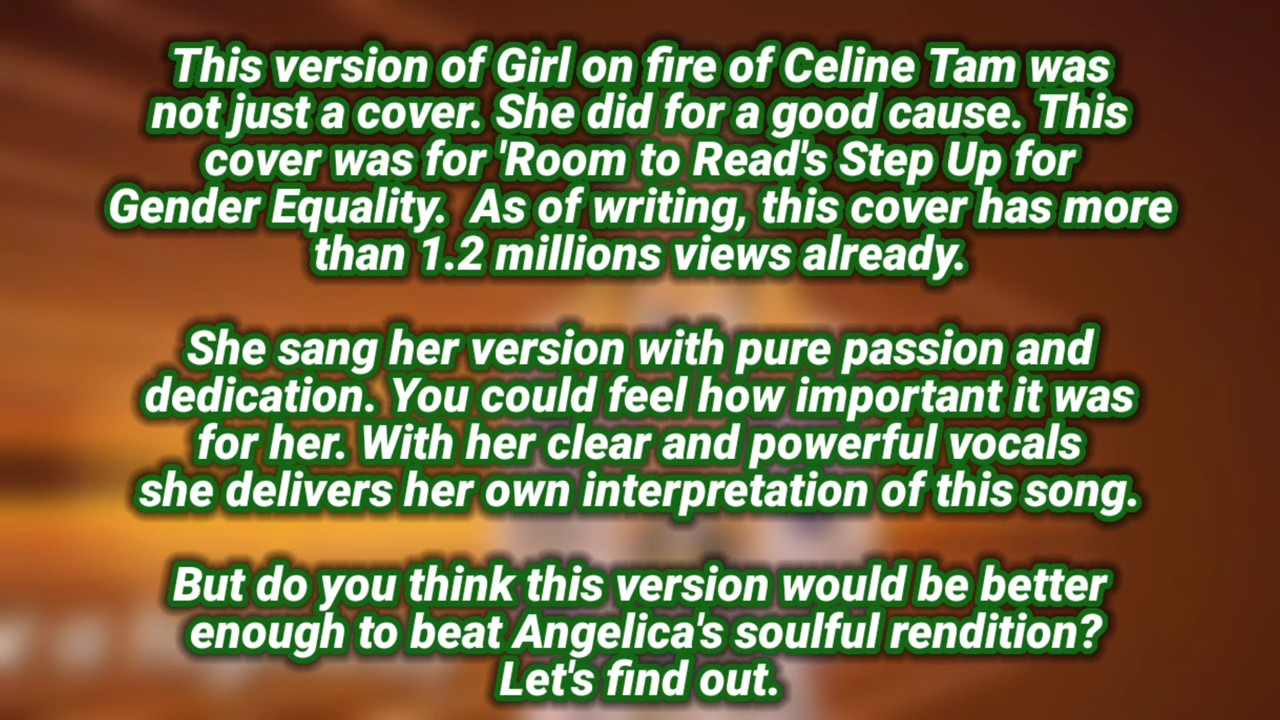 This version of Girl on fire of Celine Tam was
not just a cover. She did for a good cause. This
cover was for 'Room to Read's Step Up for
Gender Equality.  As of writing, this cover has more
than 1.2 millions views already.
She sang her version with pure passion and
dedication. You could feel how important it was
for her. With her clear and powerful vocals
she delivers her own interpretation of this song.
But do you think this version would be better
enough to beat Angelica's soulful rendition?
Let's find out.